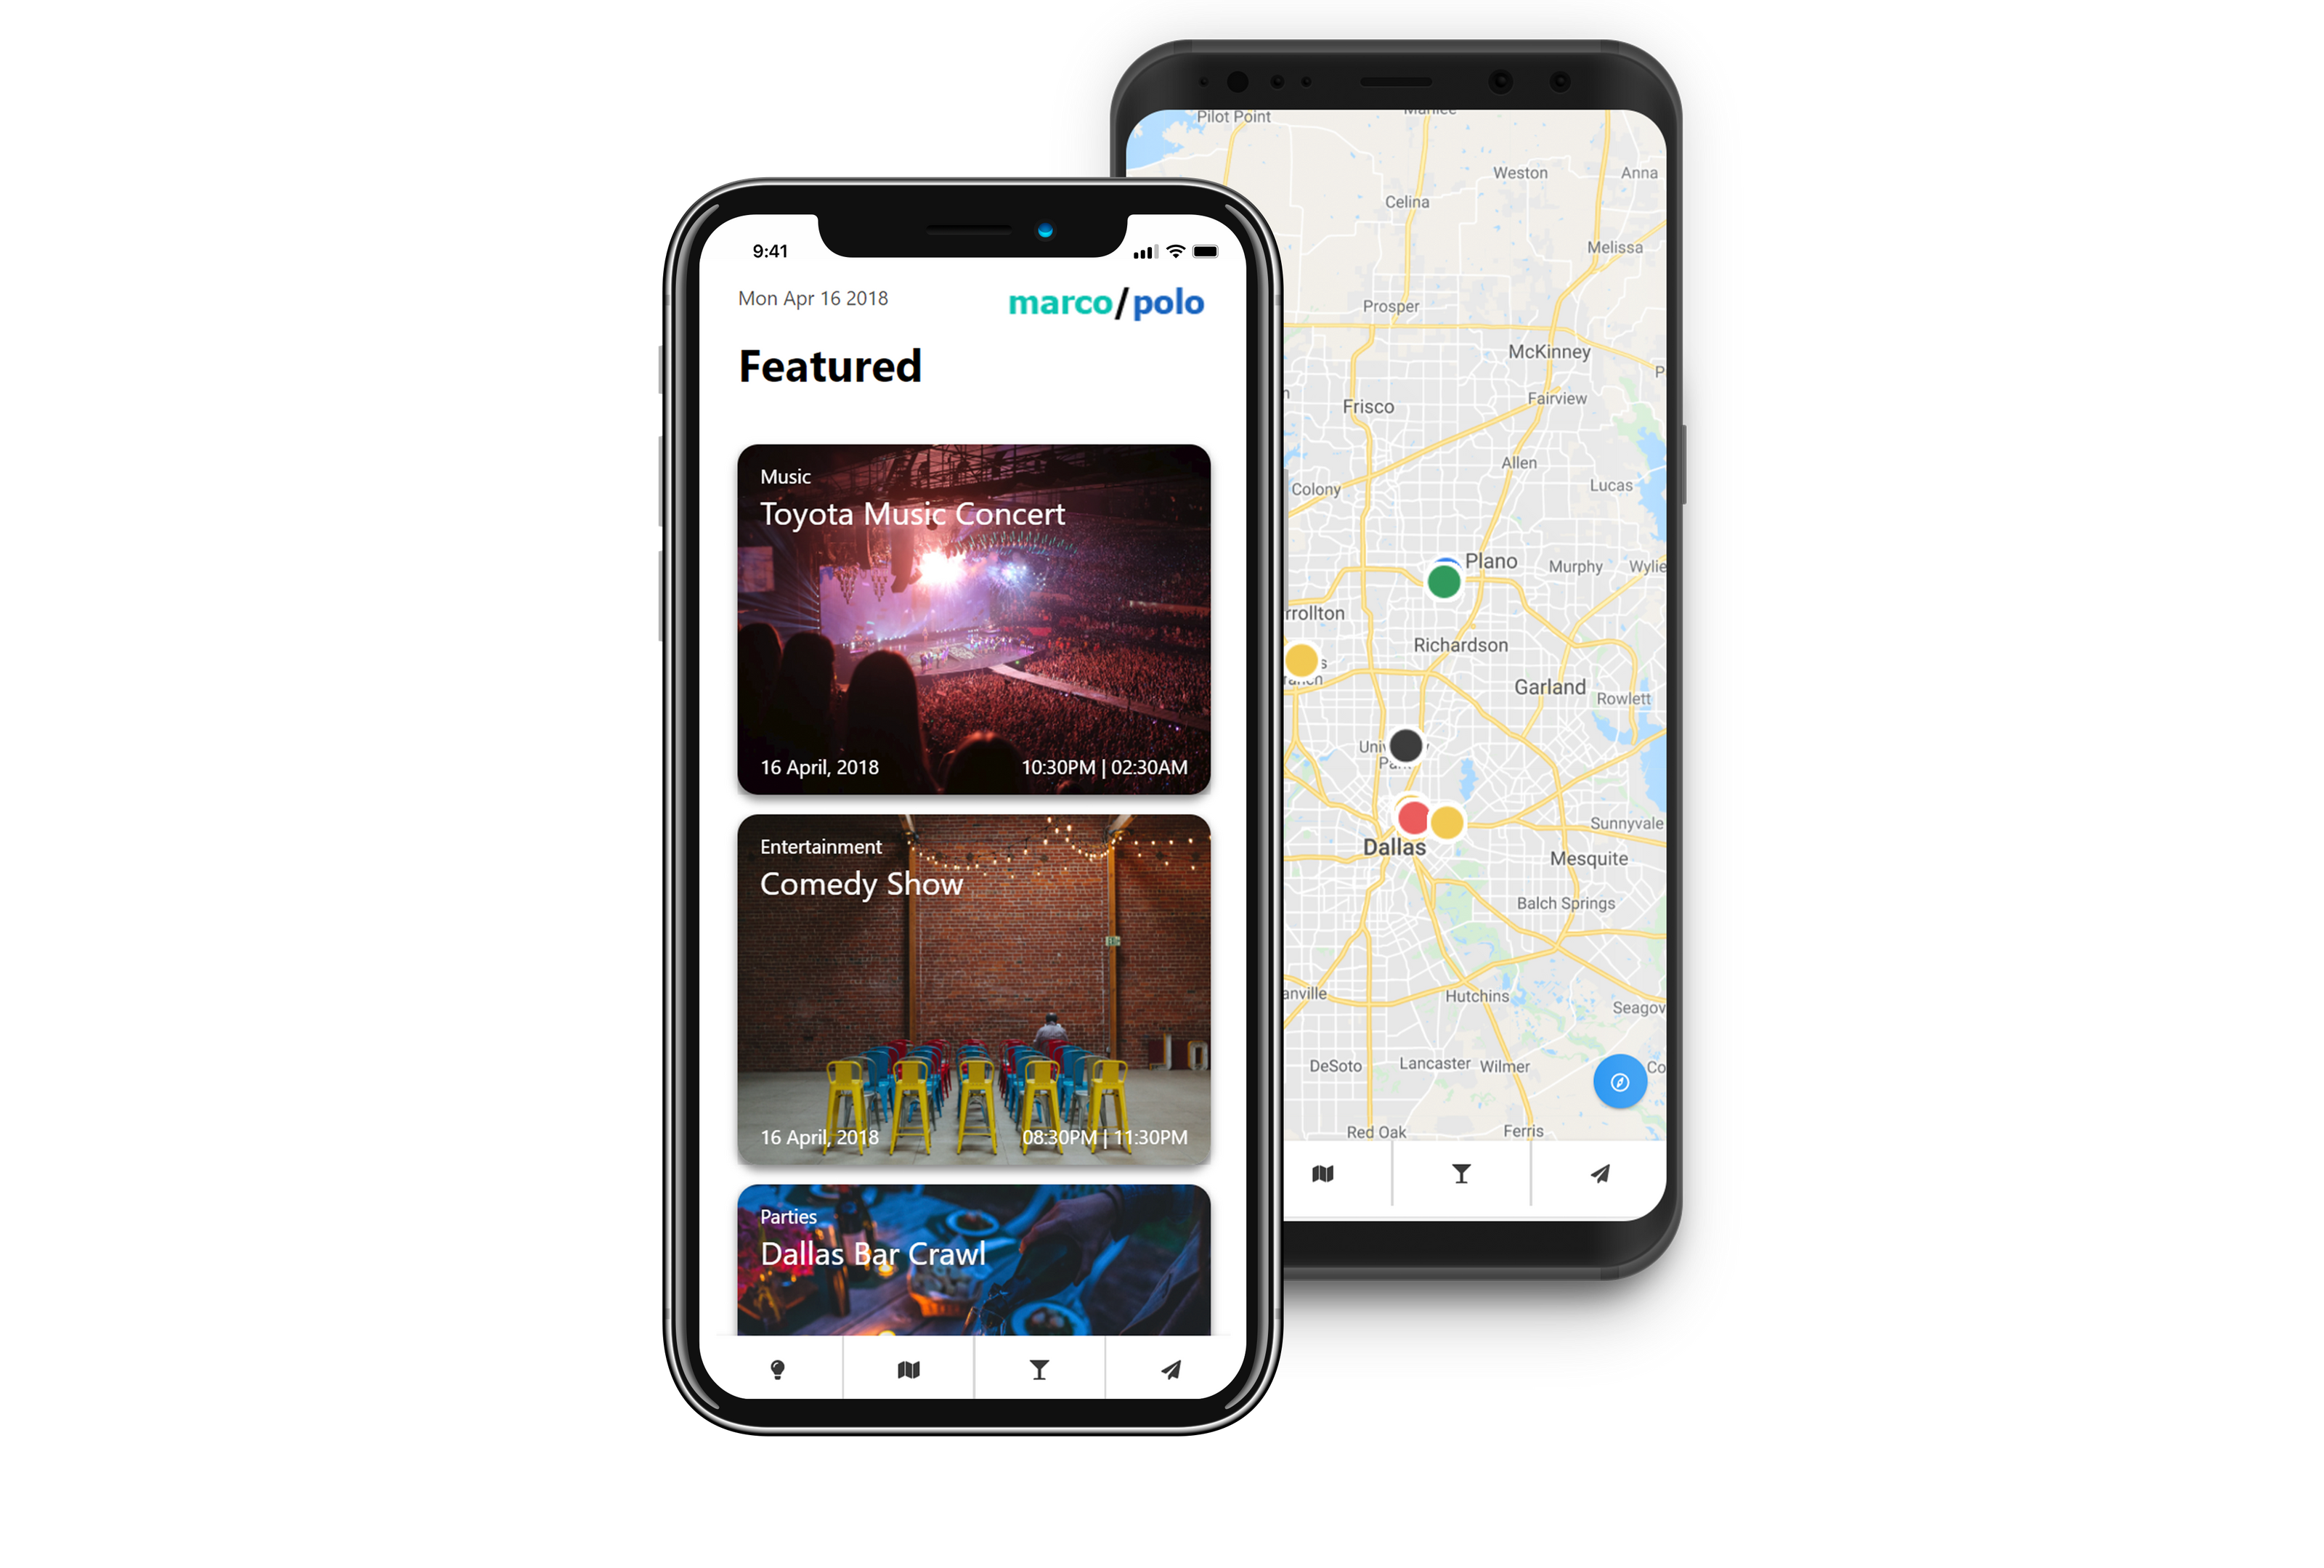 9:41
Mon Apr 16 2018
marco/polo
Featured
Music
Toyota Music Concert
16 April, 2018
10:30PM | 02:30AM
Entertainment
Comedy Show
16 April, 2018
08:30PM | 11:30PM
Parties
Dallas Bar Crawl
Pilot Point
Weston
Anna
Celina
Melissa
Prosper
McKinney
Fairview
Frisco
Allen
Colony
Lucas
Plano
Murphy
Wylie
rrollton
Richardson
Garland
Rowlett
Dallas
Sunnyvale
Mesquite
Balch Springs
anville
Hutchins
Seagov
DeSoto
Lancaster
Wilmer
Co
Red Oak
Ferris